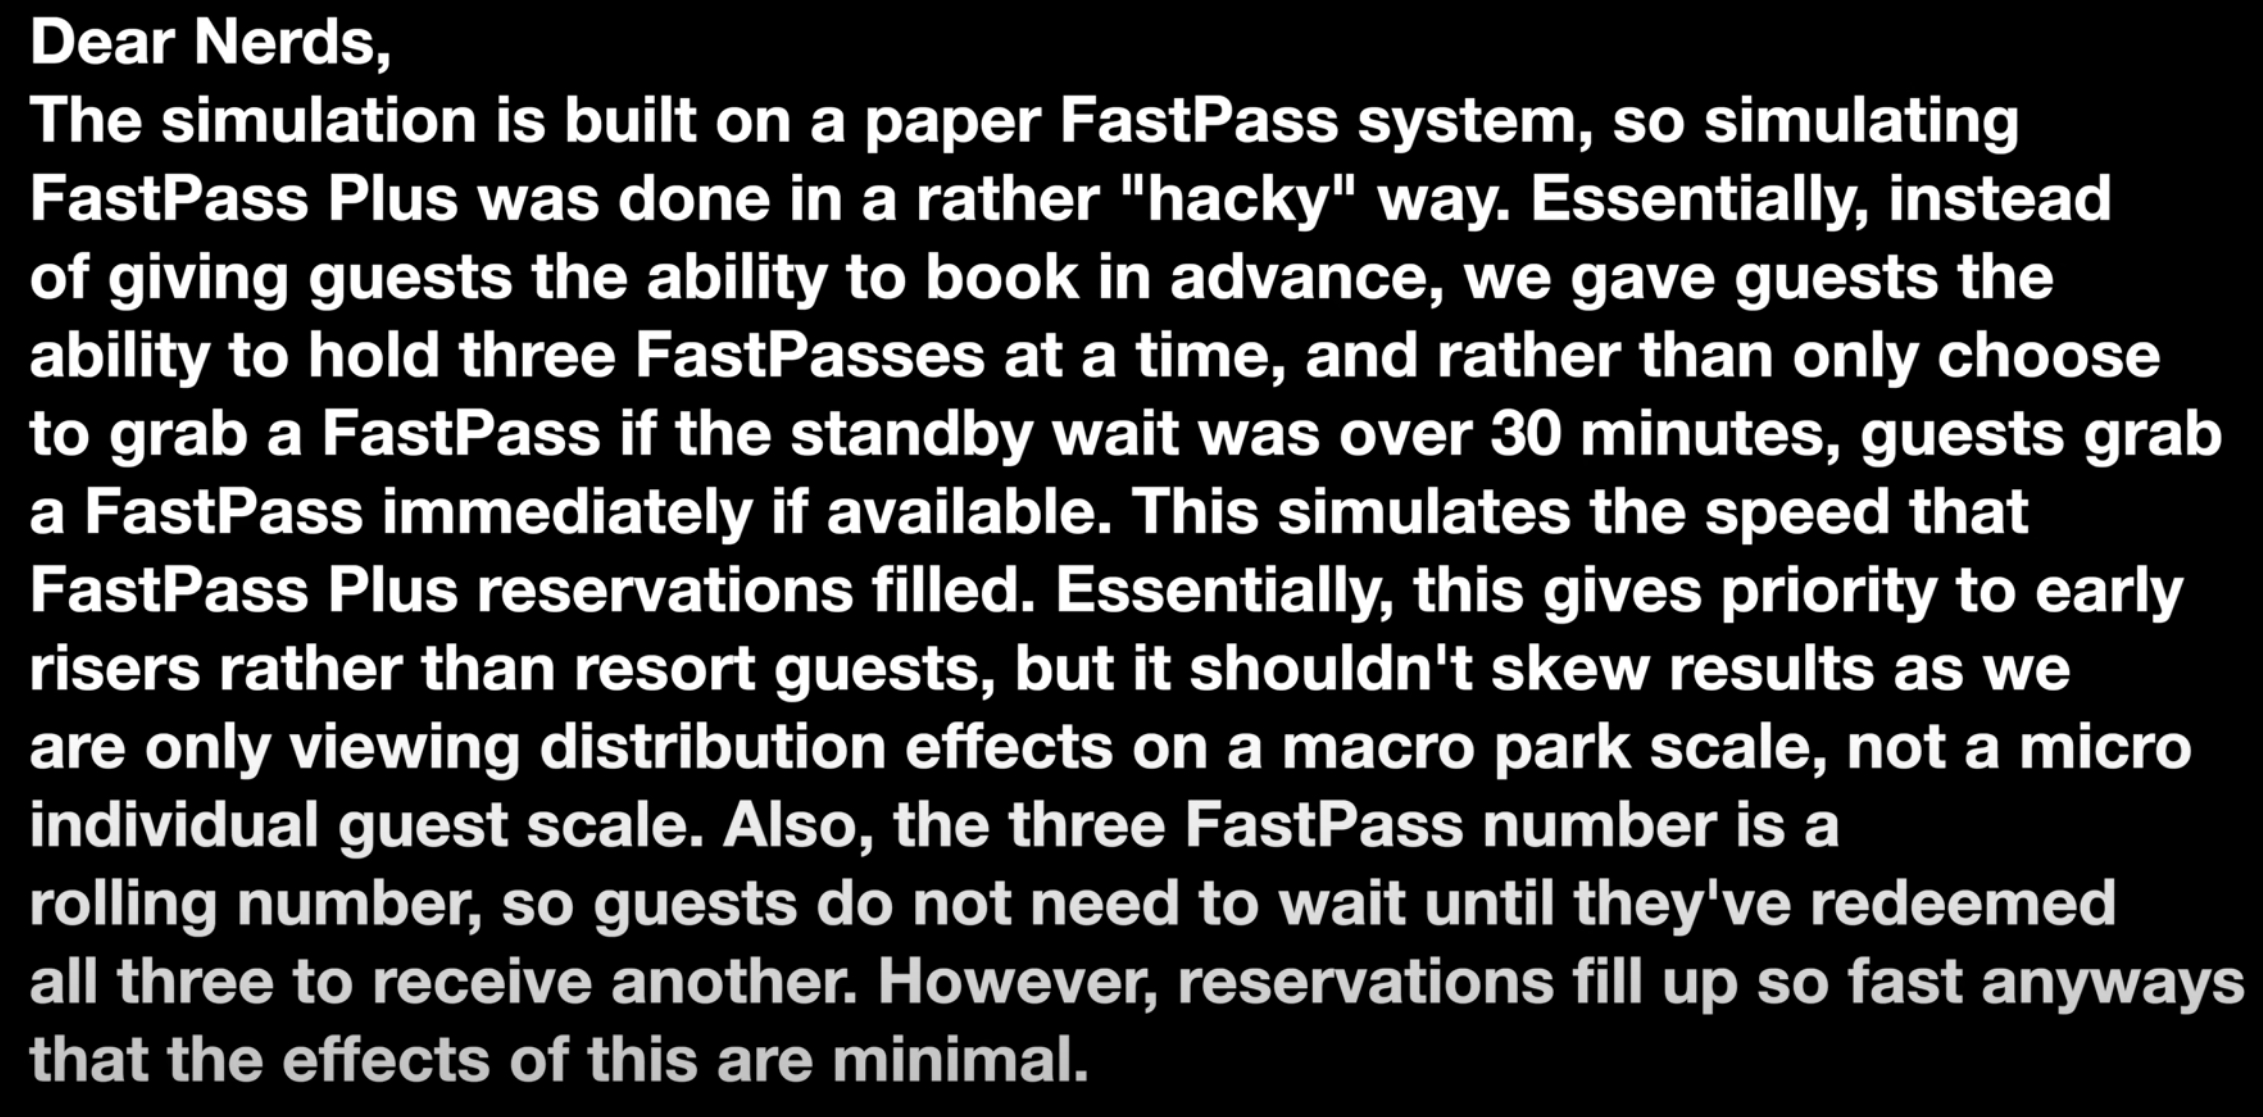 Dear Nerds,
The simulation is built on a paper FastPass system, so simulating
FastPass Plus was done in a rather "hacky" way. Essentially, instead
of giving guests the ability to book in advance, we gave guests the
ability to hold three FastPasses at a time, and rather than only choose
to grab a FastPass if the standby wait was over 30 minutes, guests grab
a FastPass immediately if available. This simulates the speed that
FastPass Plus reservations filled. Essentially, this gives priority to early
risers rather than resort guests, but it shouldn't skew results as we
are only viewing distribution effects on a macro park scale, not a micro
individual guest scale. Also, the three FastPass number is a
rolling number, so guests do not need to wait until they've redeemed
all three to receive another. However, reservations fill up so fast anyways
that the effects of this are minimal.